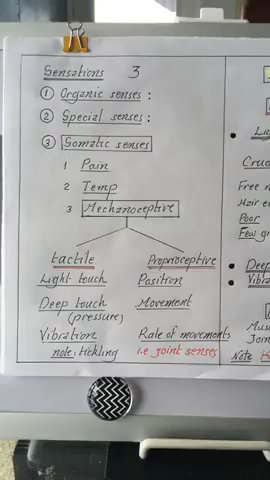 Sensations 3
① Organic senses :
② Special senses :
③ Somatic senses
1 Pain
2 Temp
3 Mechanoceptive
tactile
Light touch
Deep touch
(pressure)
Vibration
note: tickling
Proprioceptive
Position
Movement
Rate of movements
i.e joint senses
Free n
Hair en
Poor
Few g
Deep
Vibra
Note